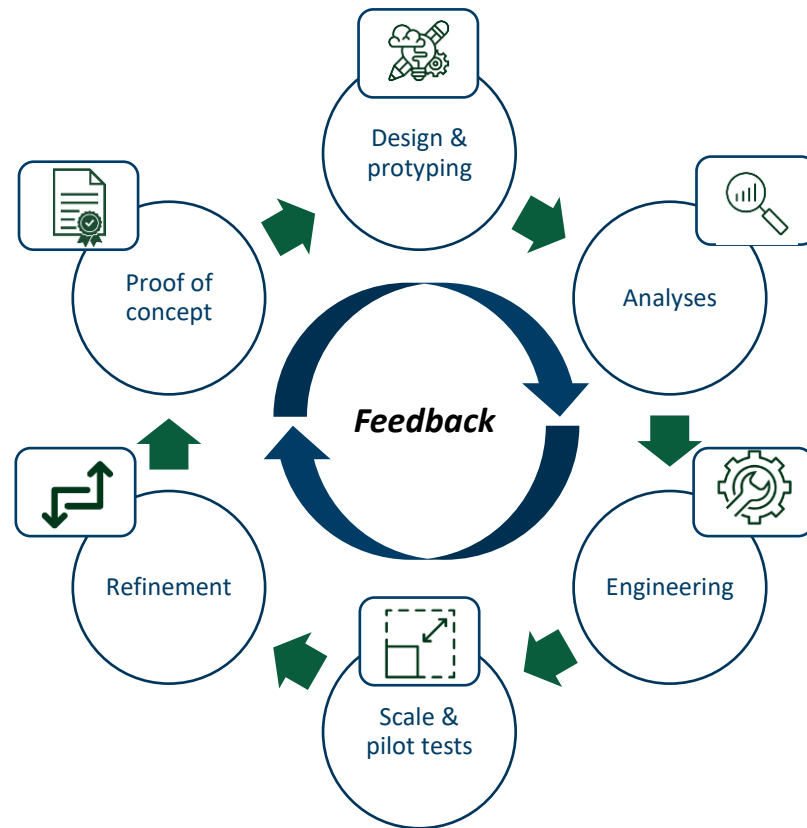 Design &
protyping
Analyses
Engineering
Scale &
pilot tests
Refinement
Proof of
concept
Feedback